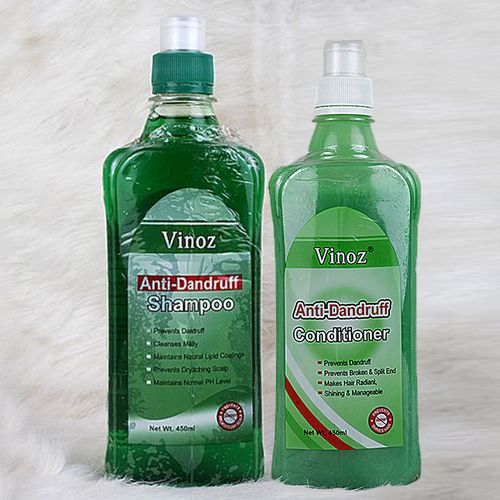 Vinoz
Anti-Dandruff
Shampoo
Prevents Dandruff
Cleanses Mildly
Maintains Natural Lipid Coatings
Prevents Dry/Itching Scalp
Maintains Normal PH Level
Net Wt. 450ml
Vinoz®
Anti-Dandruff
Conditioner
Prevents Dandruff
Prevents Broken & Split End
Makes Hair Radiant,
Shining & Manageable
Net Wt. 450ml